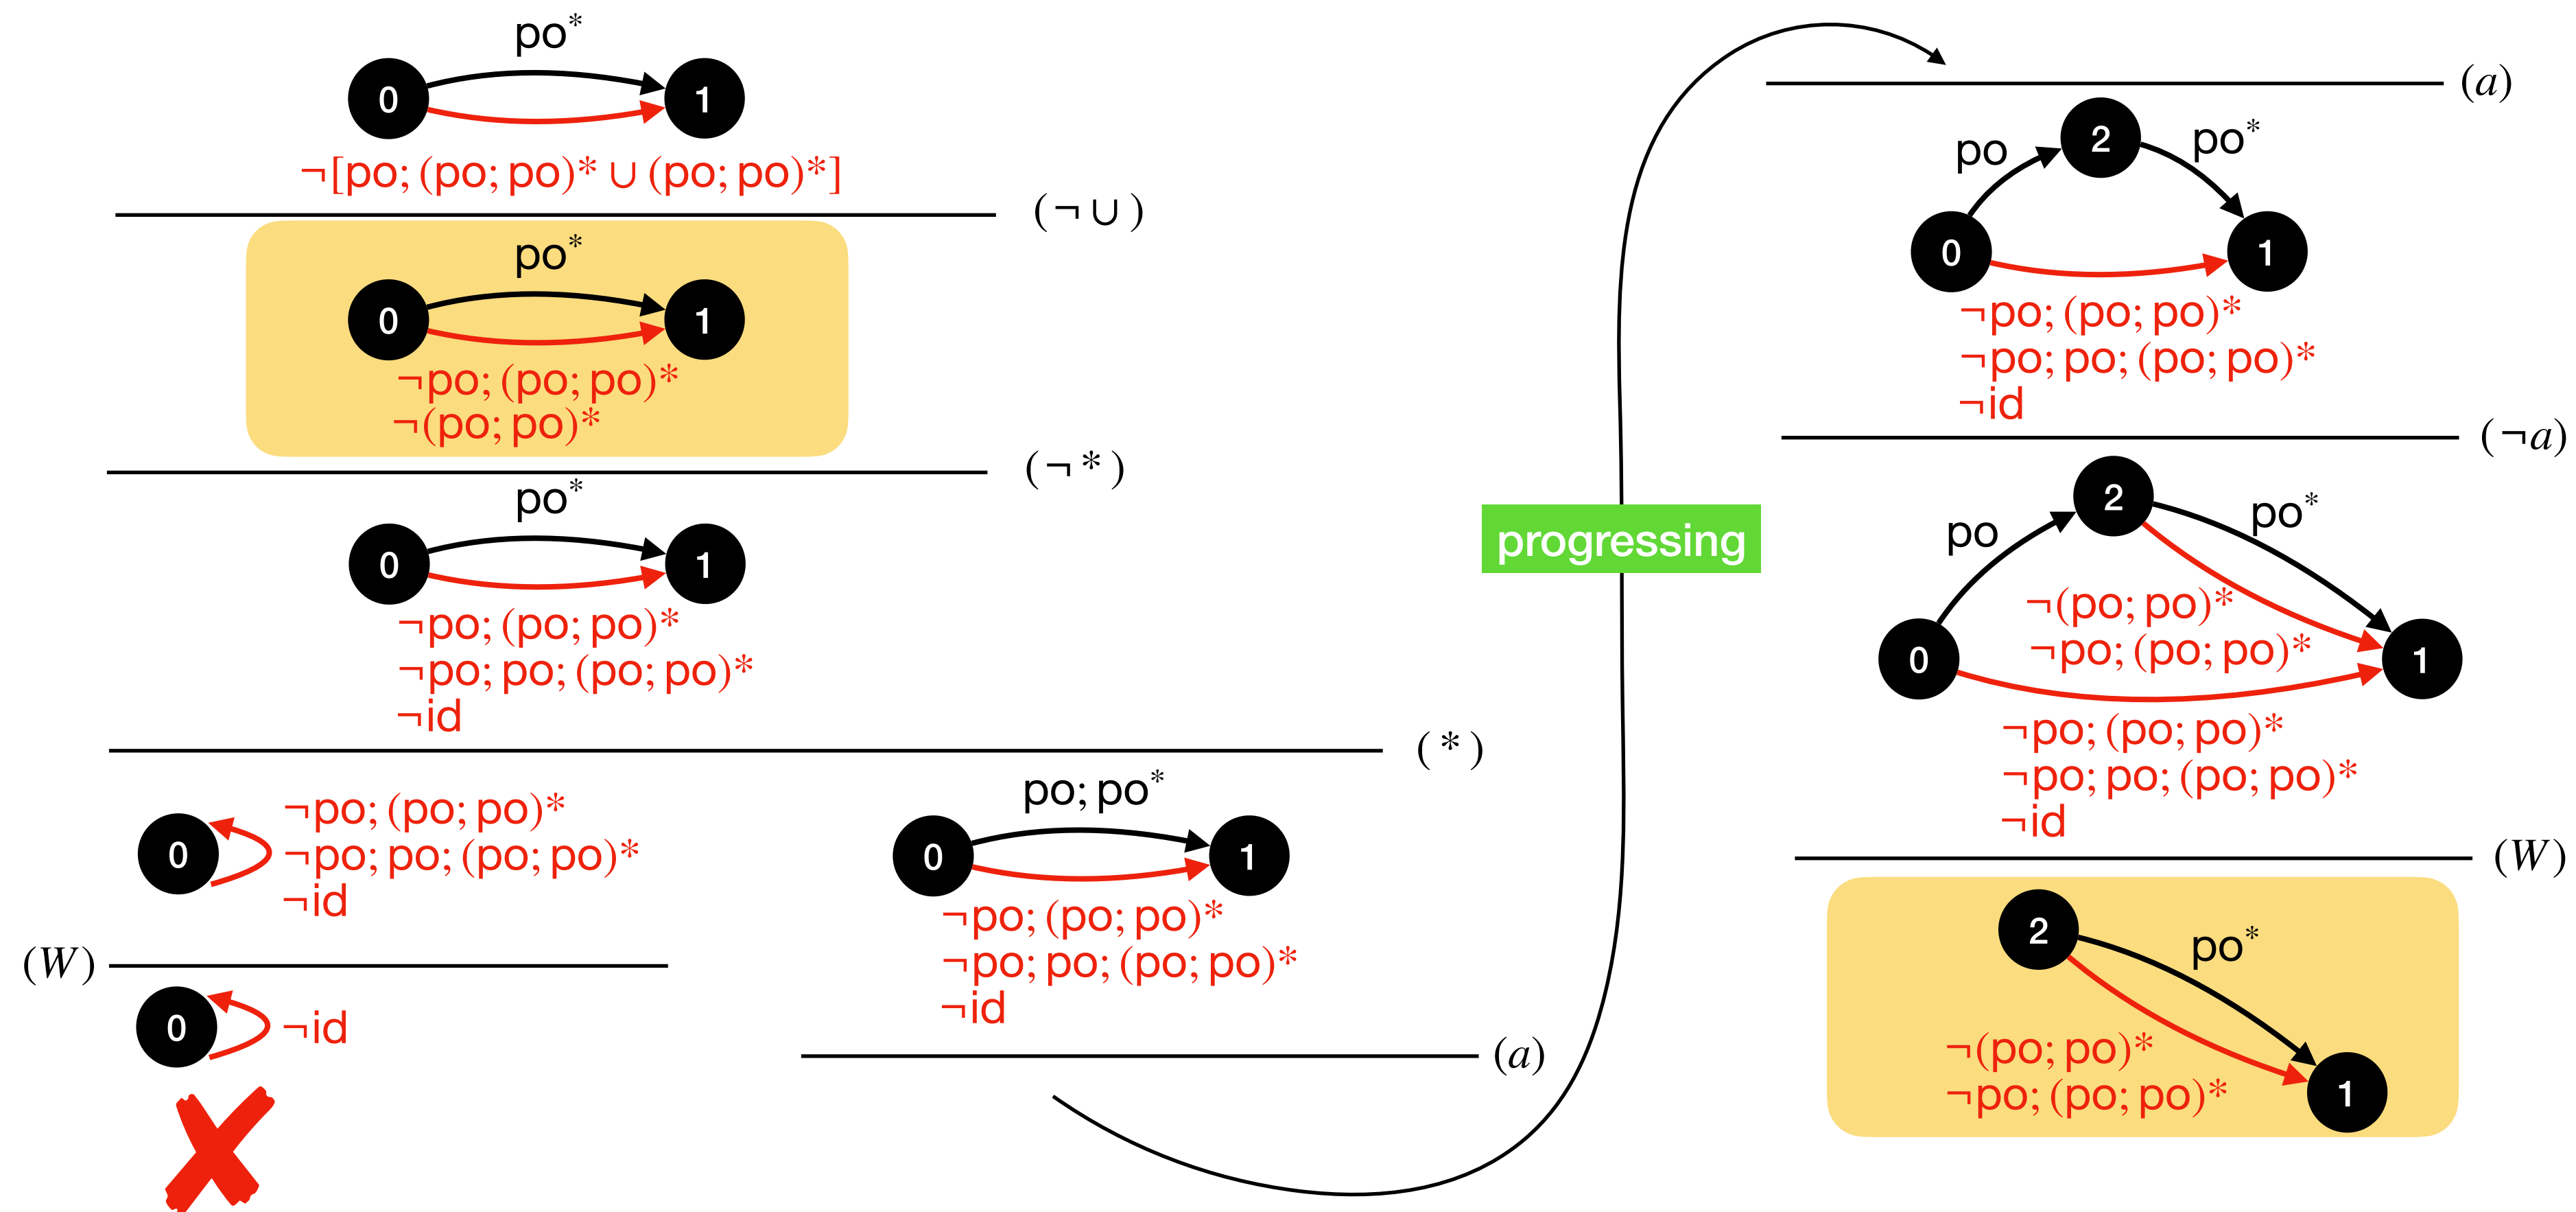 po*
0 1
¬[po; (po; po)* ∪ (po; po)*]
(¬ ∪ )
po*
0 1
¬po; (po; po)*
¬(po; po)*
(¬ * )
po*
0 1
¬po; (po; po)*
¬po; po; (po; po)*
¬id
( * )
¬po; (po; po)*
0 ¬po; po; (po; po)*
¬id
(W)
0 ¬id
po; po*
0 1
¬po; (po; po)*
¬po; po; (po; po)*
¬id
(a)
progressing
(a)
po 2 po*
0 1
¬po; (po; po)*
¬po; po; (po; po)*
¬id
(¬a)
2
po po*
¬(po; po)*
¬po; (po; po)*
0 1
¬po; (po; po)*
¬po; po; (po; po)*
¬id
(W)
2 po*
¬(po; po)*
¬po; (po; po)*
1